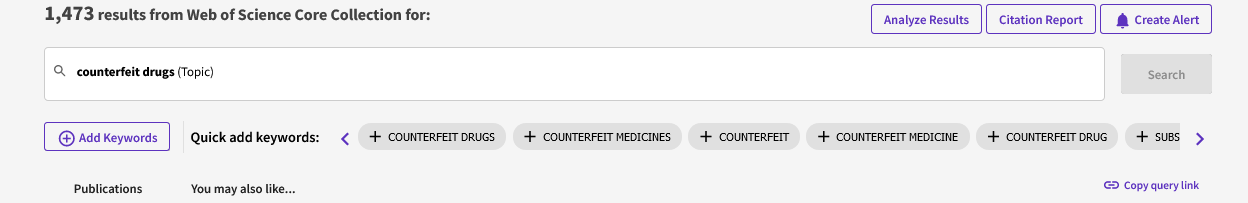 1,473 results from Web of Science Core Collection for:
Analyze Results
Citation Report
Create Alert
counterfeit drugs (Topic)
Search
Add Keywords
Quick add keywords:
+ COUNTERFEIT DRUGS
+ COUNTERFEIT MEDICINES
+ COUNTERFEIT
+ COUNTERFEIT MEDICINE
+ COUNTERFEIT DRUG
+ SUBS
Publications
You may also like...
Copy query link